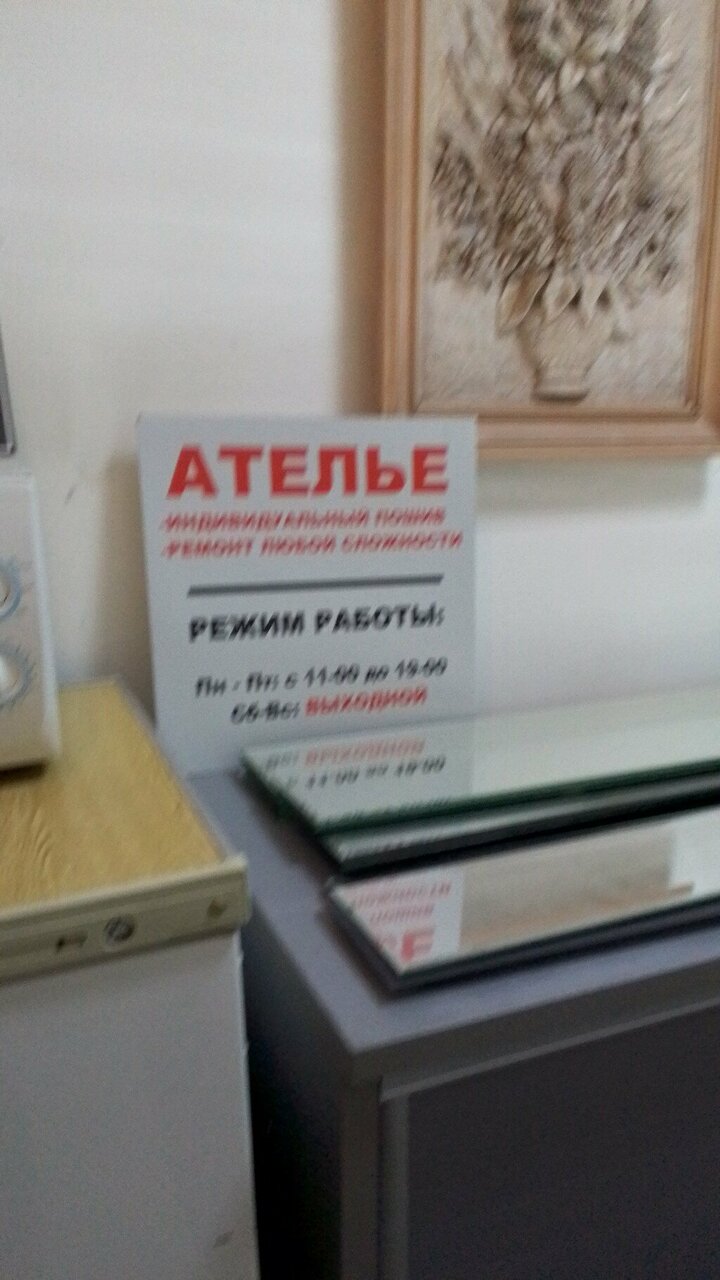 АТЕЛЬЕ
-ИНДИВИДУАЛЬНЫЙ ПОШИВ
-РЕМОНТ ЛЮБОЙ СЛОЖНОСТИ
РЕЖИМ РАБОТЫ:
Пн - Пт: с 11-00 до 19-00
Сб-Вс: ВЫХОДНОЙ